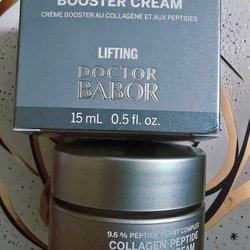 BOOSTER CREAM
CRÈME BOOSTER AU COLLAGÈNE ET AUX PEPTIDES
LIFTING
DOCTOR
BABOR
15 mL 0.5 fl. oz.
9.6 % PEPTIDE PLANT COMPLEX
COLLAGEN-PEPTIDE
CREAM